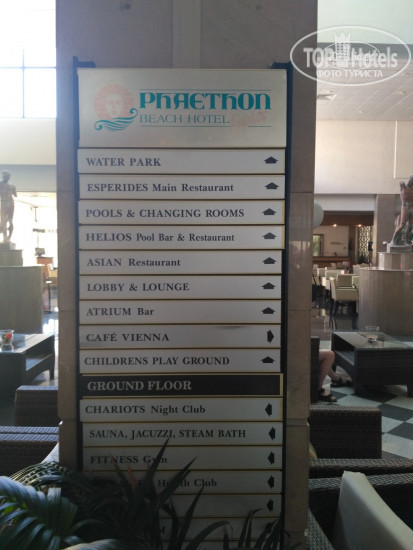 TOPHotels
ФОТО ТУРИСТА
PHAETHON
BEACH HOTEL
WATER PARK
ESPERIDES Main Restaurant
POOLS & CHANGING ROOMS
HELIOS Pool Bar & Restaurant
ASIAN Restaurant
LOBBY & LOUNGE
ATRIUM Bar
CAFÉ VIENNA
CHILDRENS PLAY GROUND
GROUND FLOOR
CHARIOTS Night Club
SAUNA, JACUZZI, STEAM BATH
FITNESS Gym
Health Club